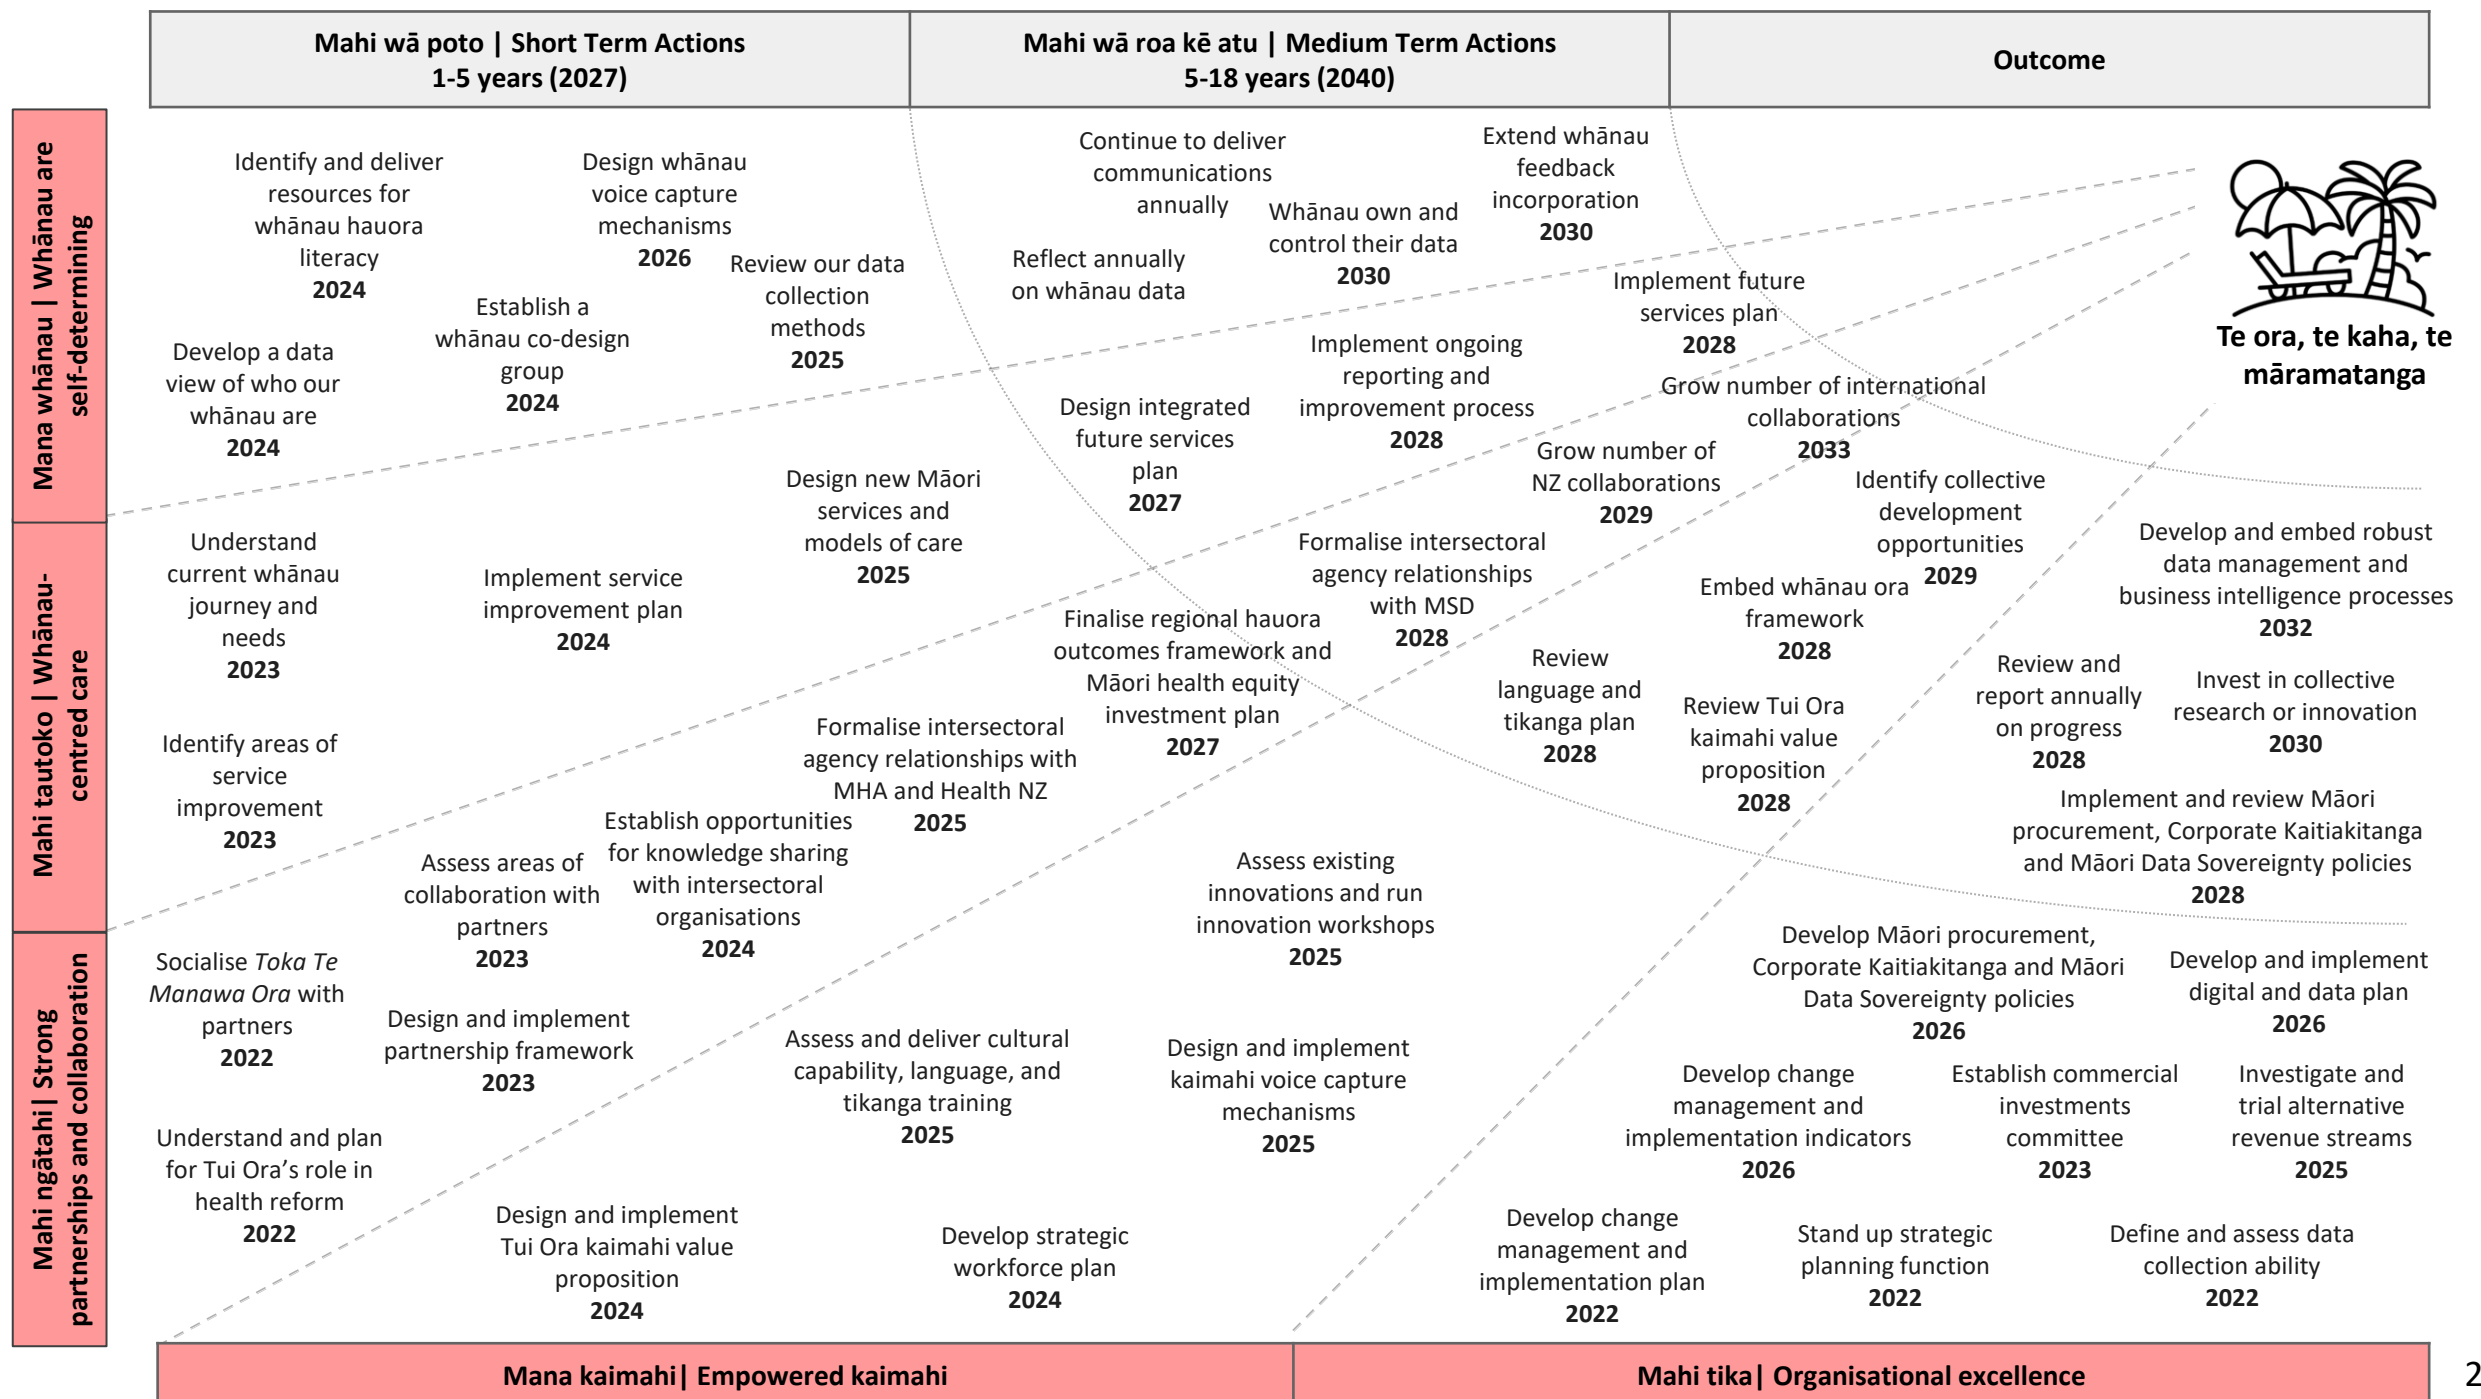 Mahi wā poto | Short Term Actions
1-5 years (2027)
Mahi wā roa kē atu | Medium Term Actions
5-18 years (2040)
Outcome
Mana whānau | Whānau are
self-determining
Identify and deliver
resources for
whānau hauora
literacy
2024
Design whānau
voice capture
mechanisms
2026
Review our data
collection
methods
2025
Establish a
whānau co-design
group
2024
Develop a data
view of who our
whānau are
2024
Continue to deliver
communications
annually
Reflect annually
on whānau data
Whānau own and
control their data
2030
Extend whānau
feedback
incorporation
2030
Te ora, te kaha, te
māramatanga
Mahi tautoko | Whānau-
centred care
Understand
current whānau
journey and
needs
2023
Identify areas of
service
improvement
2023
Implement service
improvement plan
2024
Design new Māori
services and
models of care
2025
Design integrated
future services
plan
2027
Implement ongoing
reporting and
improvement process
2028
Implement future
services plan
2028
Mahi ngātahi| Strong
partnerships and collaboration
Socialise Toka Te
Manawa Ora with
partners
2022
Understand and plan
for Tui Ora’s role in
health reform
2022
Assess areas of
collaboration with
partners
2023
Design and implement
partnership framework
2023
Establish opportunities
for knowledge sharing
with intersectoral
organisations
2024
Formalise intersectoral
agency relationships with
MHA and Health NZ
2025
Finalise regional hauora
outcomes framework and
Māori health equity
investment plan
2027
Formalise intersectoral
agency relationships
with MSD
2028
Grow number of
NZ collaborations
2029
Grow number of international
collaborations
2033
Design and implement
Tui Ora kaimahi value
proposition
2024
Develop strategic
workforce plan
2024
Assess and deliver cultural
capability, language, and
tikanga training
2025
Design and implement
kaimahi voice capture
mechanisms
2025
Assess existing
innovations and run
innovation workshops
2025
Review
language and
tikanga plan
2028
Review Tui Ora
kaimahi value
proposition
2028
Embed whānau ora
framework
2028
Identify collective
development
opportunities
2029
Develop and embed robust
data management and
business intelligence processes
2032
Review and
report annually
on progress
2028
Invest in collective
research or innovation
2030
Implement and review Māori
procurement, Corporate Kaitiakitanga
and Māori Data Sovereignty policies
2028
Develop Māori procurement,
Corporate Kaitiakitanga and Māori
Data Sovereignty policies
2026
Develop and implement
digital and data plan
2026
Develop change
management and
implementation indicators
2026
Establish commercial
investments
committee
2023
Investigate and
trial alternative
revenue streams
2025
Develop change
management and
implementation plan
2022
Stand up strategic
planning function
2022
Define and assess data
collection ability
2022
Mana kaimahi| Empowered kaimahi
Mahi tika| Organisational excellence
2